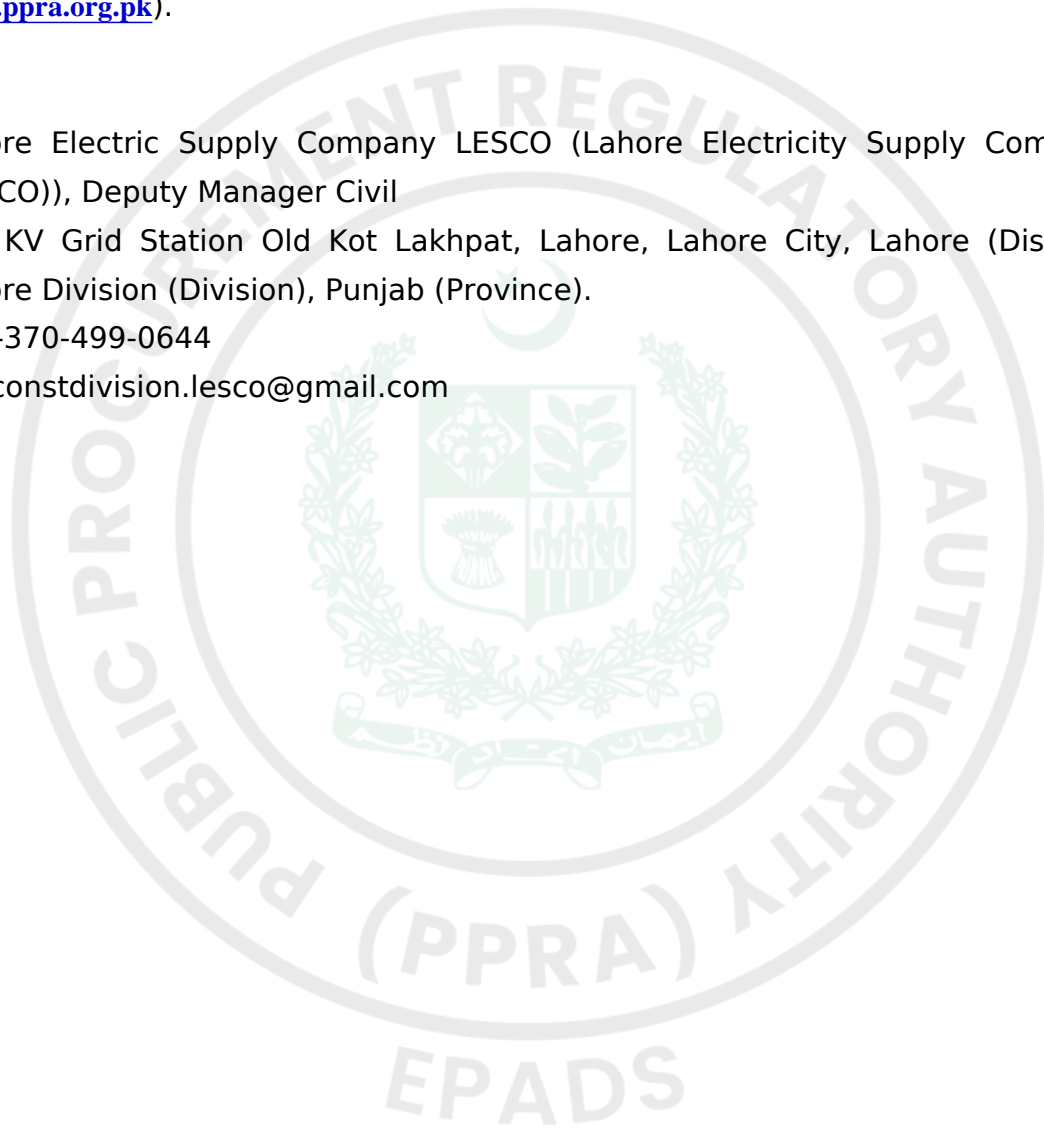 .ppra.org.pk).
ore Electric Supply Company LESCO (Lahore Electricity Supply Com
CO)), Deputy Manager Civil
KV Grid Station Old Kot Lakhpat, Lahore, Lahore City, Lahore (Dis
ore Division (Division), Punjab (Province).
-370-499-0644
constdivision.lesco@gmail.com
PUBLIC PROCUREMENT REGULATORY AUTHORITY
(PPRA)
EPADS